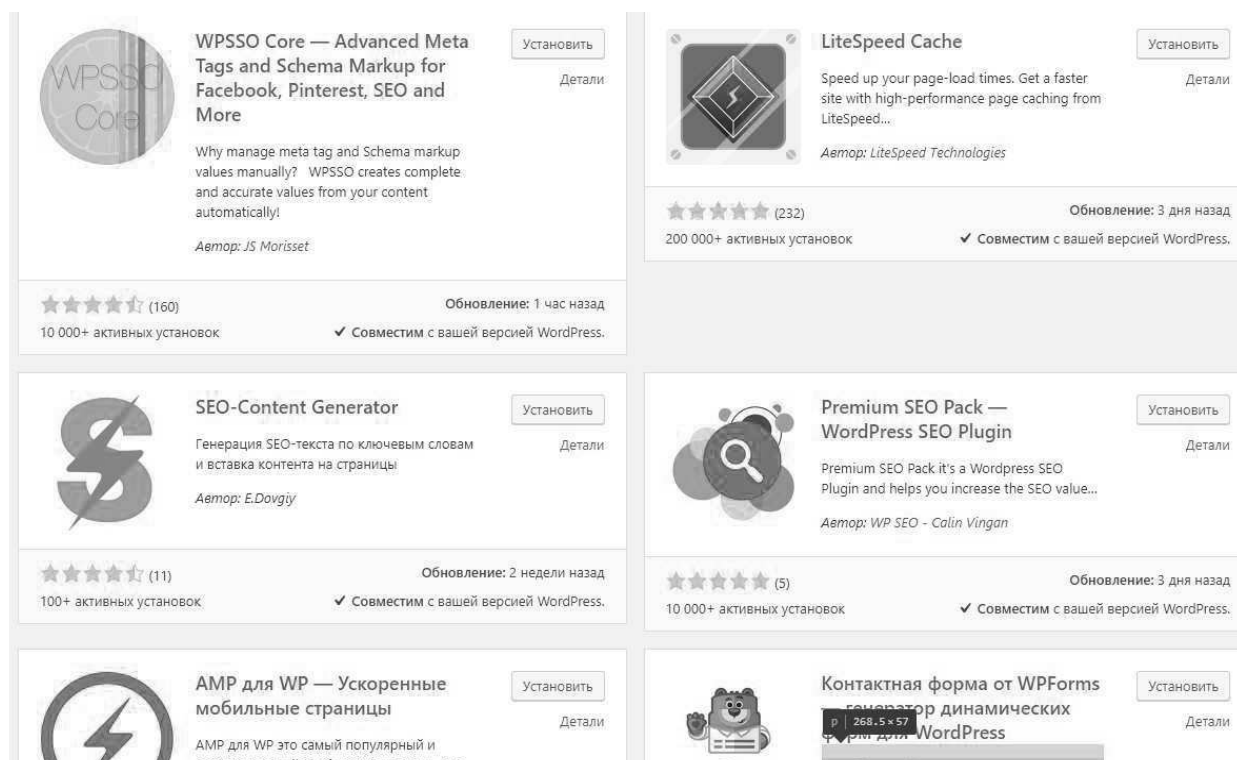 WPSSO
Core
WPSSO Core — Advanced Meta
Tags and Schema Markup for
Facebook, Pinterest, SEO and
More
Установить
Детали
Why manage meta tag and Schema markup
values manually? WPSSO creates complete
and accurate values from your content
automatically!
Автор: JS Morisset
(160)
Обновление: 1 час назад
10 000+ активных установок
✔ Совместим с вашей версией WordPress.
LiteSpeed Cache
Установить
Детали
Speed up your page-load times. Get a faster
site with high-performance page caching from
LiteSpeed...
Автор: LiteSpeed Technologies
(232)
Обновление: 3 дня назад
200 000+ активных установок
✔ Совместим с вашей версией WordPress.
SEO-Content Generator
Установить
Детали
Генерация SEO-текста по ключевым словам
и вставка контента на страницы
Автор: E.Dovgiy
(11)
Обновление: 2 недели назад
100+ активных установок
✔ Совместим с вашей версией WordPress.
Premium SEO Pack —
WordPress SEO Plugin
Установить
Детали
Premium SEO Pack it's a Wordpress SEO
Plugin and helps you increase the SEO value...
Автор: WP SEO - Calin Vingan
(5)
Обновление: 3 дня назад
10 000+ активных установок
✔ Совместим с вашей версией WordPress.
AMP для WP — Ускоренные
мобильные страницы
Установить
Детали
AMP для WP это самый популярный и
Контактная форма от WPForms
— генератор динамических
форм для WordPress
Установить
Детали
p 268.5×57